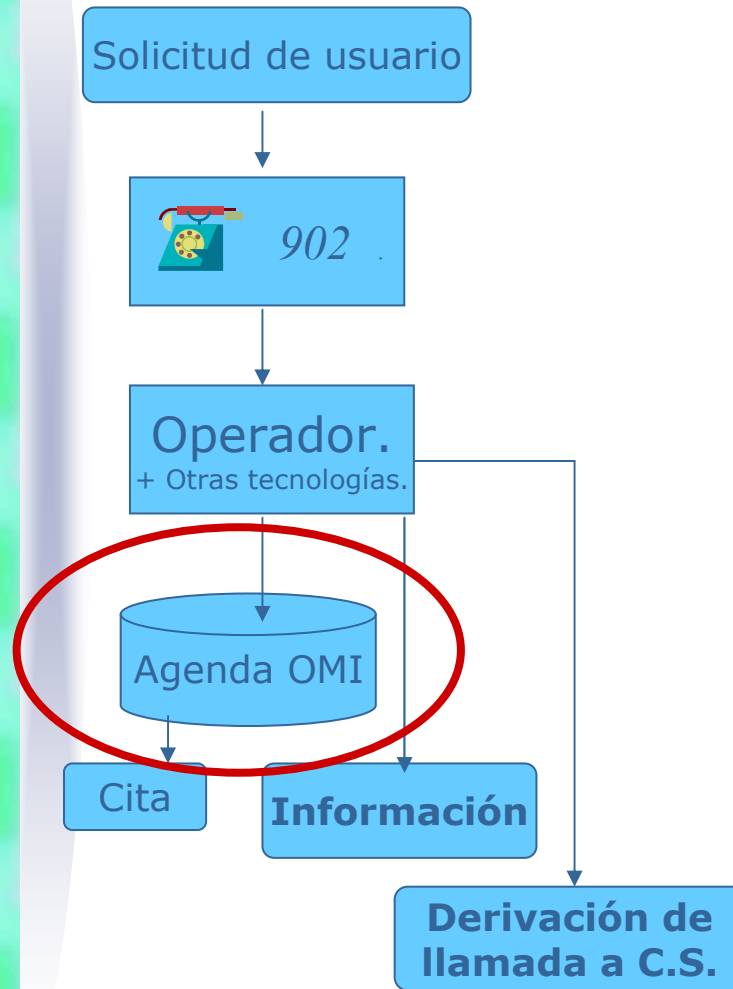 Solicitud de usuario
902 .
Operador.
+ Otras tecnologías.
Agenda OMI
Cita
Información
Derivación de
llamada a C.S.